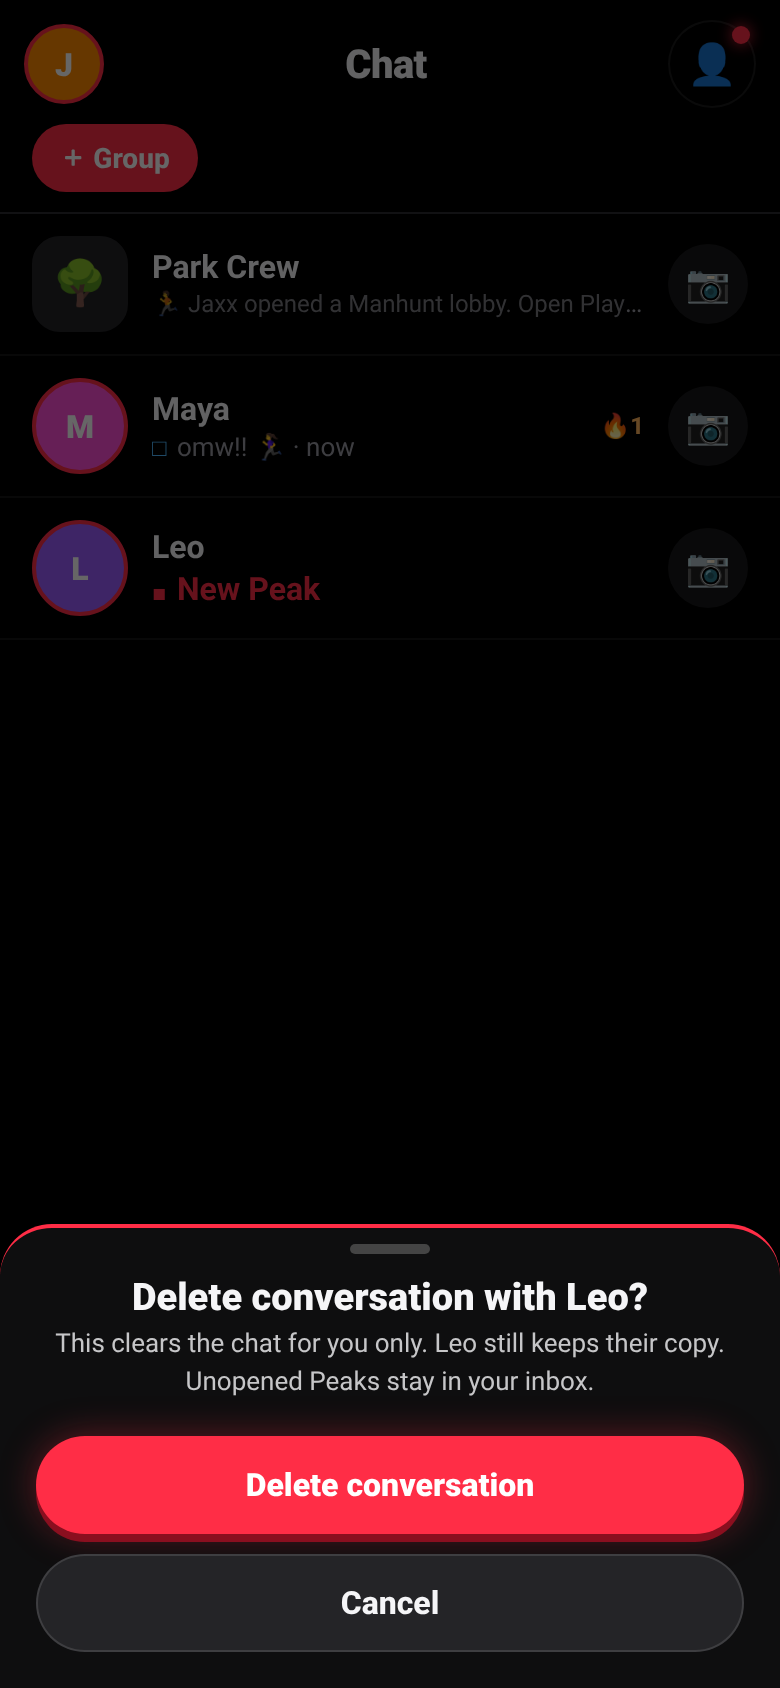 J
Chat
+ Group
Park Crew
🏃 Jaxx opened a Manhunt lobby. Open Play...
M
Maya
omw!! 🏃‍♀️ · now
🔥1
L
Leo
New Peak
Delete conversation with Leo?
This clears the chat for you only. Leo still keeps their copy.
Unopened Peaks stay in your inbox.
Delete conversation
Cancel